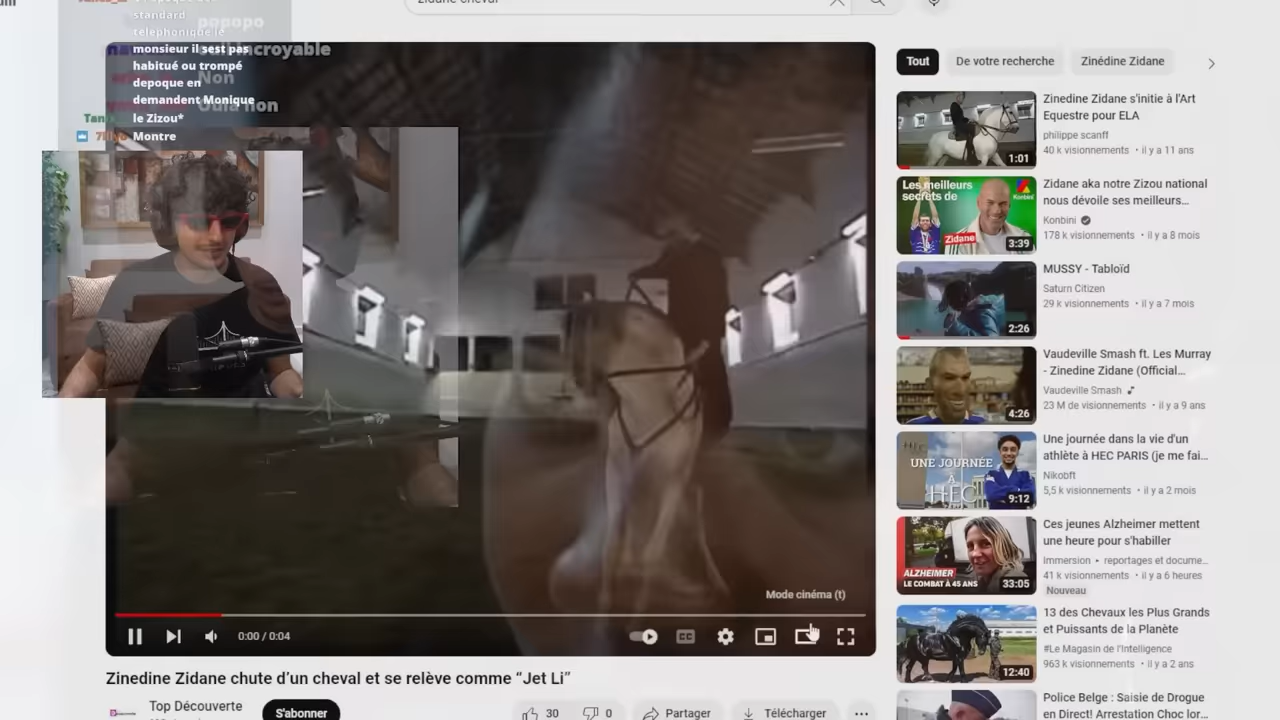 zidane cheval
standard
popopo
téléphonique le
monsieur il sest pas
incroyable
habitué ou trompé
Non
depoque en
demandent Monique
Oula non
le Zizou*
Montre
Tout
De votre recherche
Zinédine Zidane
Zinedine Zidane s'initie à l'Art
Equestre pour ELA
philippe scanff
40 k visionnements • il y a 11 ans
1:01
Les meilleurs
secrets de
Zidane
Konbini
3:39
Zidane aka notre Zizou national
nous dévoile ses meilleurs...
Konbini
178 k visionnements • il y a 8 mois
MUSSY - Tabloïd
Saturn Citizen
29 k visionnements • il y a 7 mois
2:26
Vaudeville Smash ft. Les Murray
- Zinedine Zidane (Official...
Vaudeville Smash
23 M de visionnements • il y a 9 ans
4:26
UNE JOURNÉE
À
HEC
9:12
Une journée dans la vie d'un
athlète à HEC PARIS (je me fai...
Nikobft
5,5 k visionnements • il y a 2 mois
ALZHEIMER
LE COMBAT À 45 ANS
33:05
Ces jeunes Alzheimer mettent
une heure pour s'habiller
Immersion • reportages et docume...
41 k visionnements • il y a 6 heures
Nouveau
13 des Chevaux les Plus Grands
et Puissants de la Planète
#Le Magasin de l'Intelligence
963 k visionnements • il y a 2 ans
12:40
Police Belge : Saisie de Drogue
en Direct! Arrestation Choc lor...
Mode cinéma (t)
0:00 / 0:04
CC
Zinedine Zidane chute d'un cheval et se relève comme “Jet Li”
Top Découverte
S'abonner
30
0
Partager
Télécharger